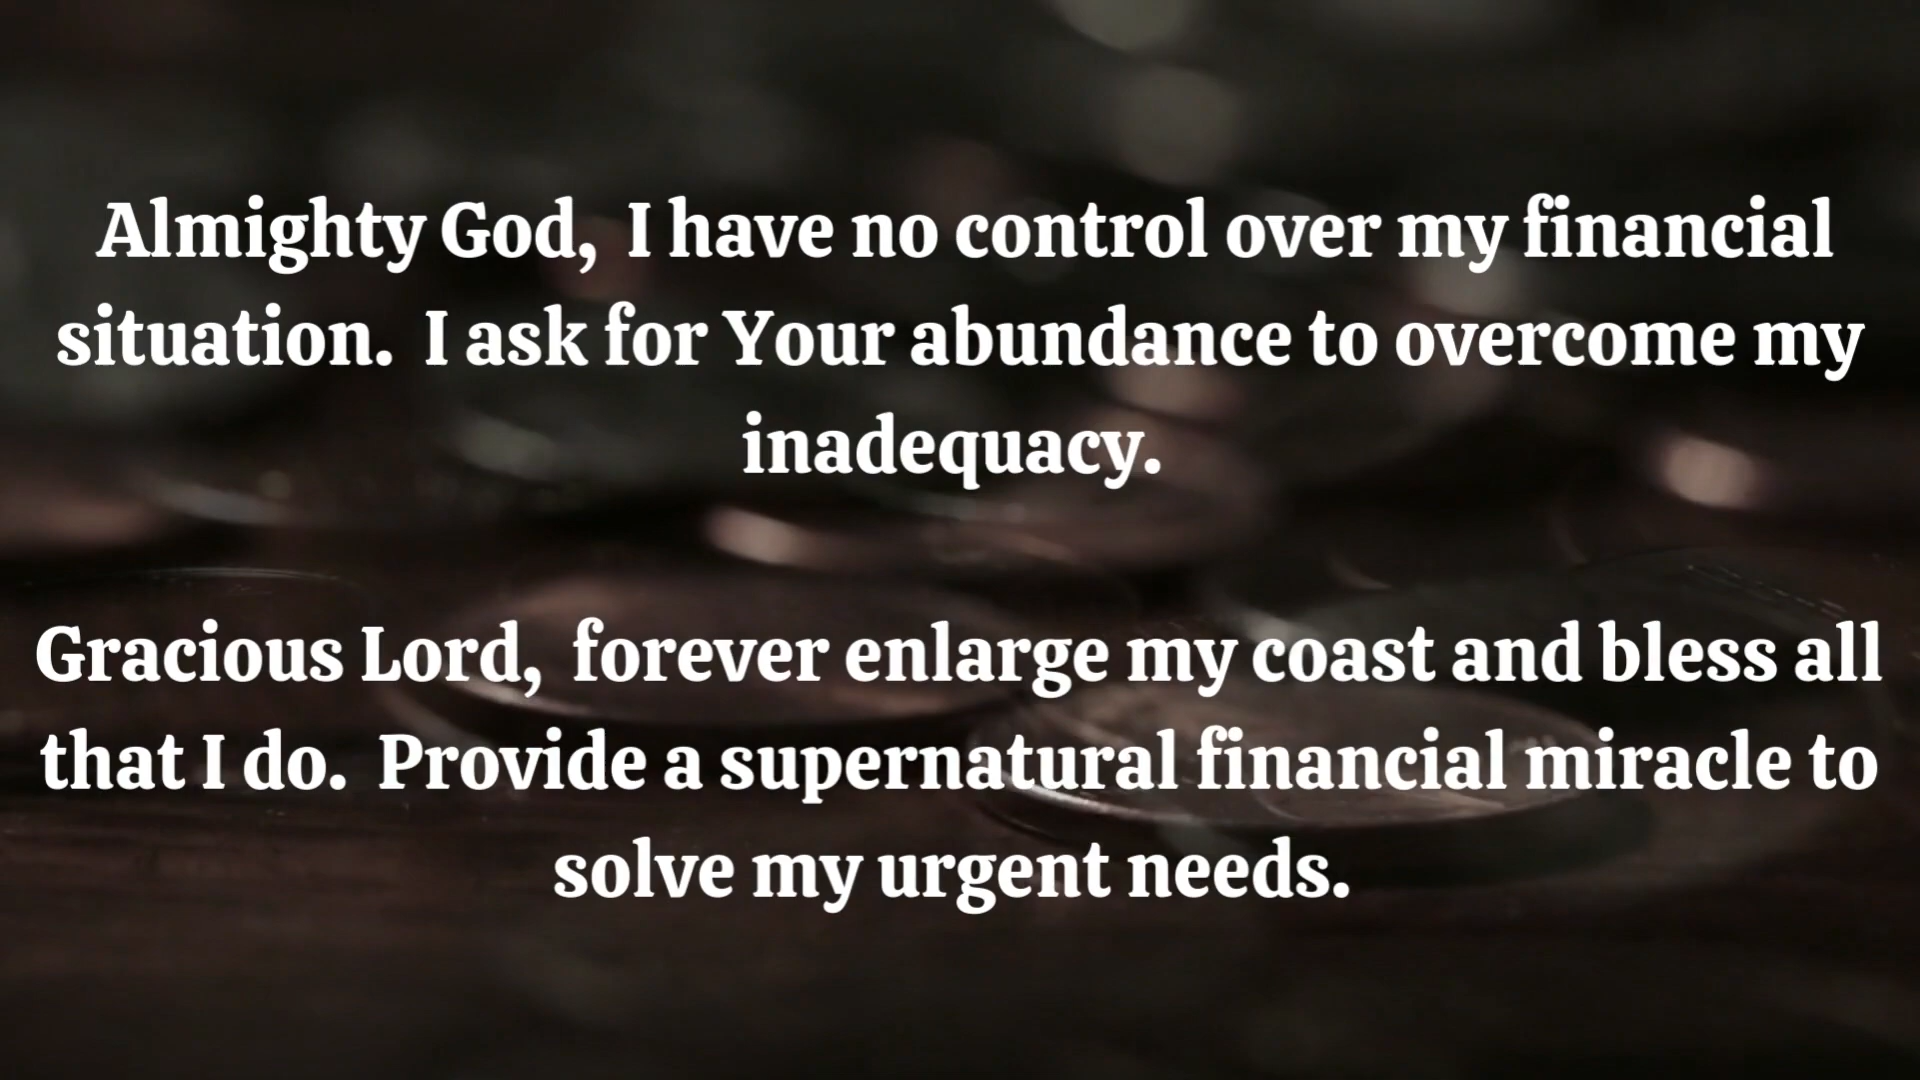 Almighty God,  I have no control over my financial
situation.  I ask for Your abundance to overcome my
inadequacy.
Gracious Lord,  forever enlarge my coast and bless all
that I do.  Provide a supernatural financial miracle to
solve my urgent needs.